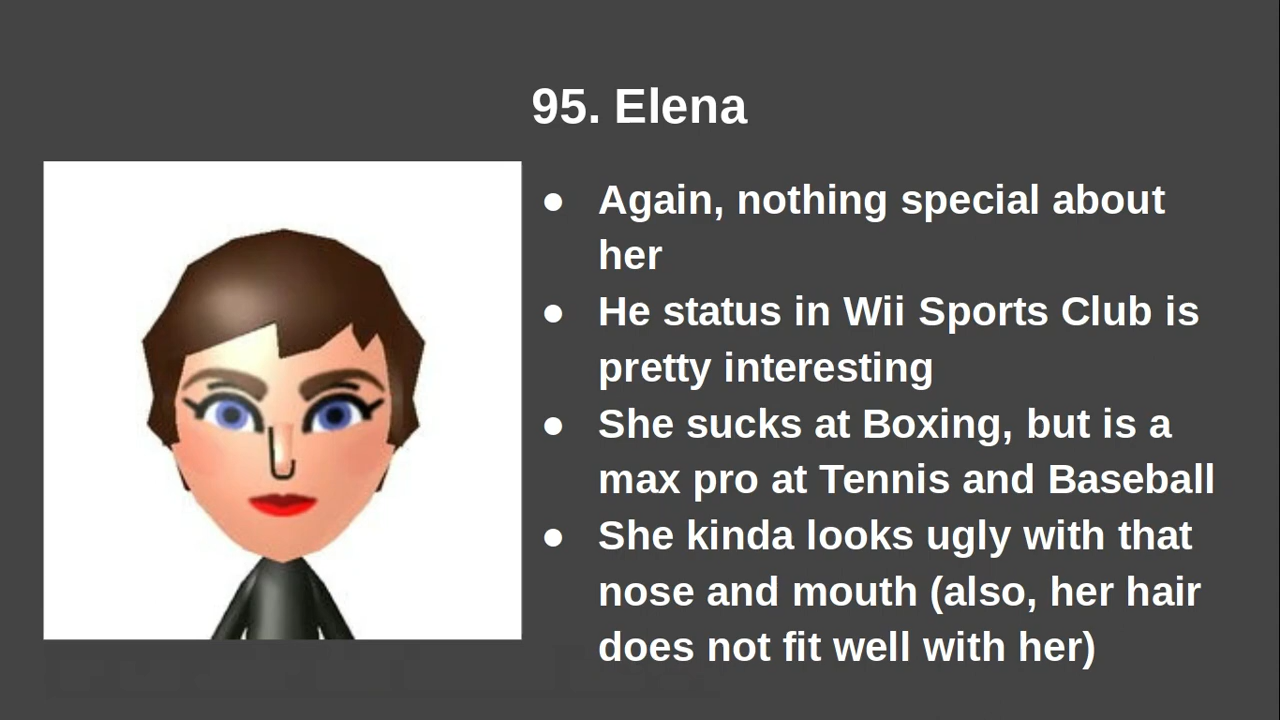 95. Elena
● Again, nothing special about
her
● He status in Wii Sports Club is
pretty interesting
● She sucks at Boxing, but is a
max pro at Tennis and Baseball
● She kinda looks ugly with that
nose and mouth (also, her hair
does not fit well with her)